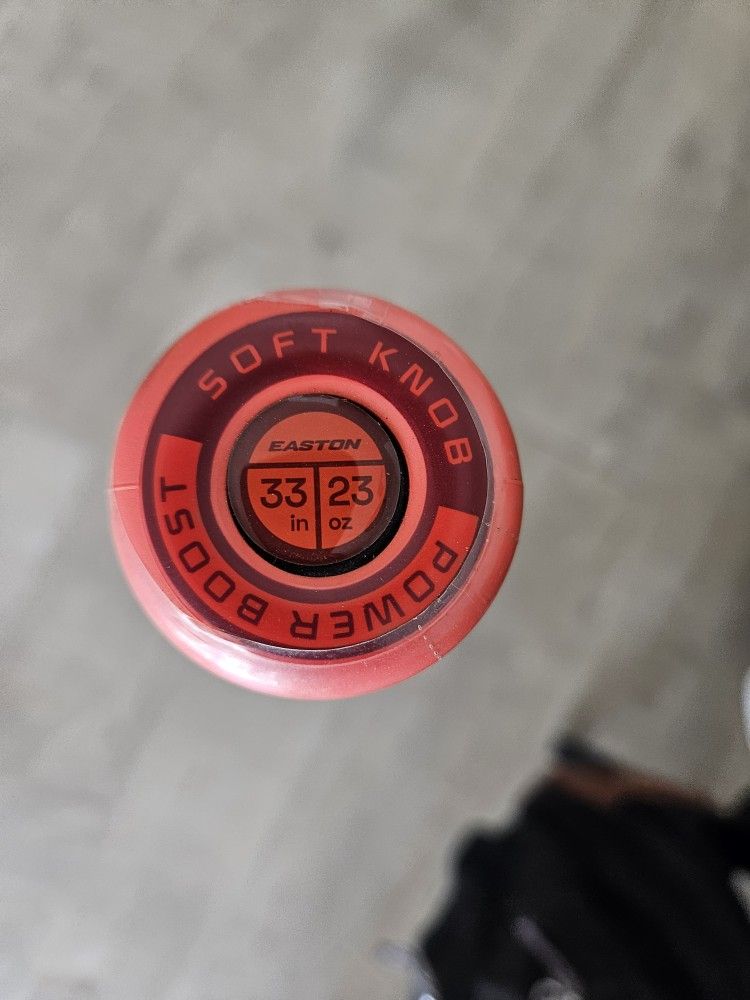 SOFT KNOB
EASTON
33 23
in oz
POWER BOOST